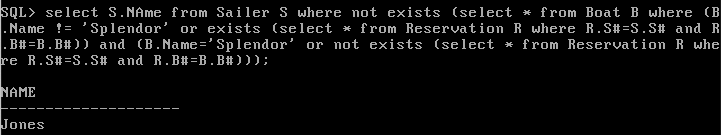 SQL> select S.NAme from Sailer S where not exists (select * from Boat B where (B
.Name != 'Splendor' or exists (select * from Reservation R where R.S#=S.S# and R
.B#=B.B#)) and (B.Name='Splendor' or not exists (select * from Reservation R whe
re R.S#=S.S# and R.B#=B.B#)));
NAME
--------------------
Jones